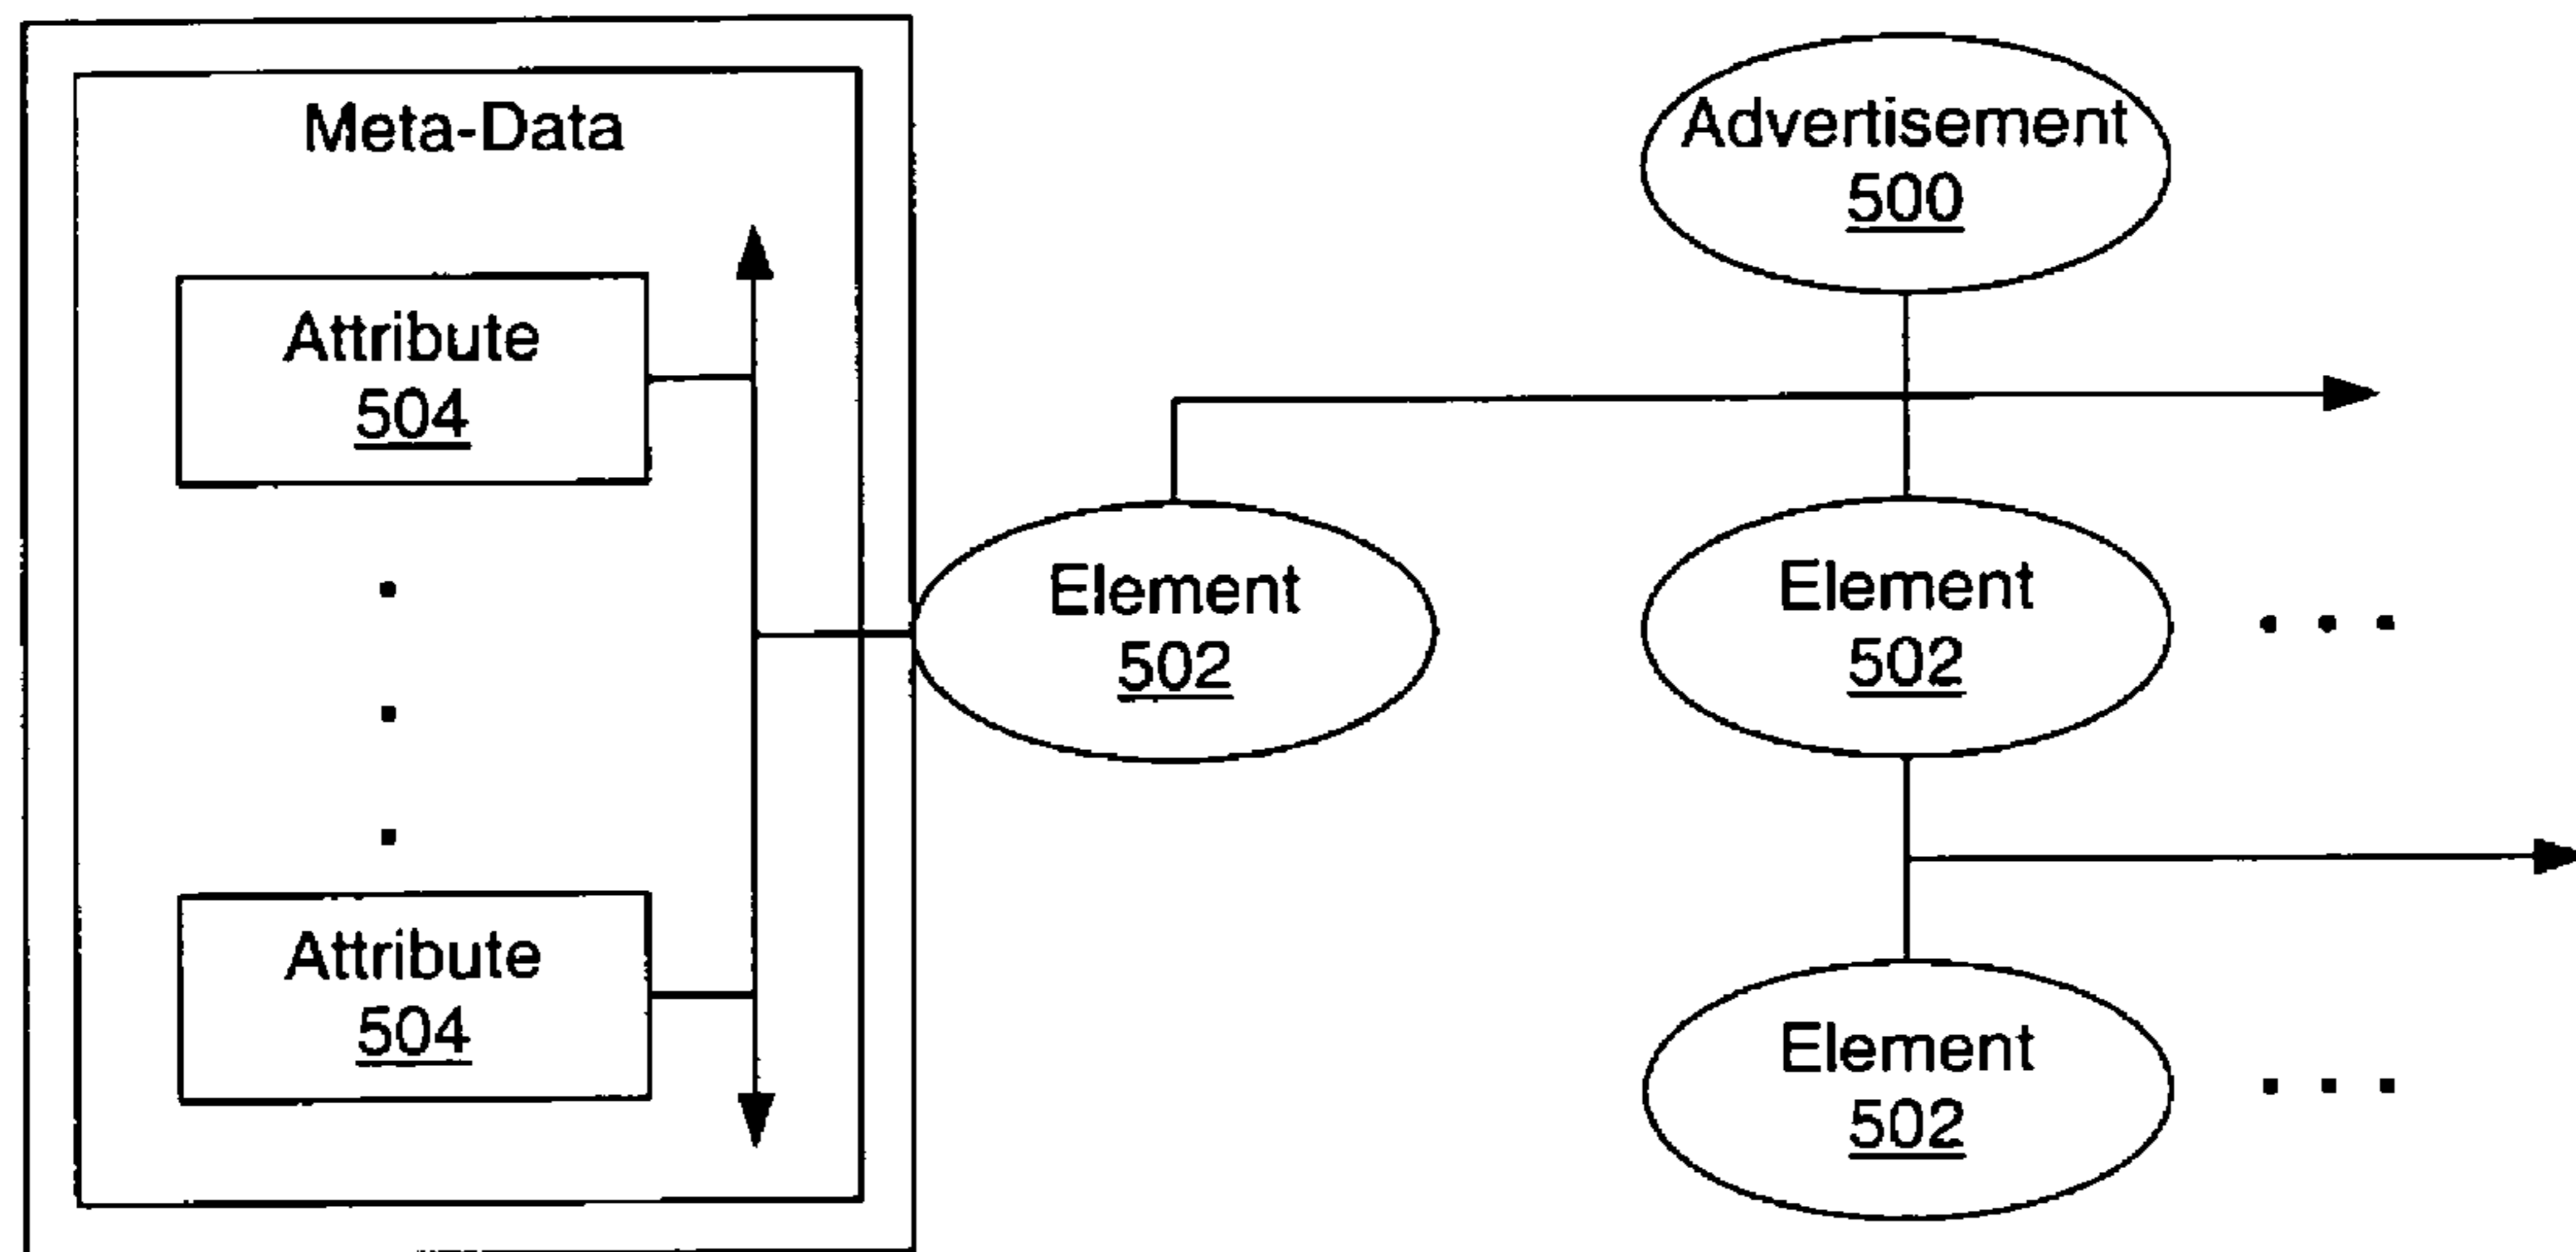 Meta-Data
Attribute
504
Attribute
504
Advertisement
500
Element
502
Element
502
. . .
Element
502
. . .